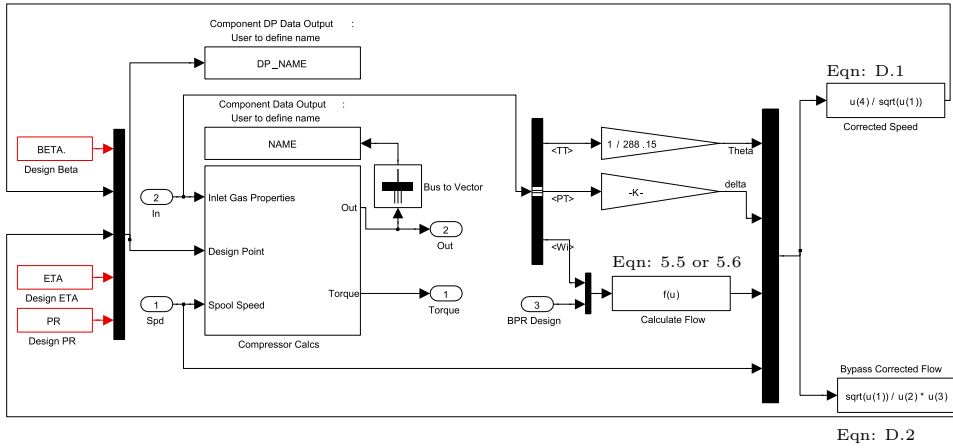 Component DP Data Output :
User to define name
DP_NAME
Component Data Output :
User to define name
NAME
BETA.
Design Beta
ETA
Design ETA
PR
Design PR
2
In
1
Spd
Inlet Gas Properties
Design Point
Spool Speed
Out
Torque
Compressor Calcs
Bus to Vector
2
Out
1
Torque
<TT>
<PT>
<Wi>
1 / 288 .15
Theta
-K-
delta
Eqn: 5.5 or 5.6
f(u)
Calculate Flow
3
BPR Design
Eqn: D.1
u(4) / sqrt(u(1))
Corrected Speed
Bypass Corrected Flow
sqrt(u(1)) / u(2) * u(3)
Eqn: D.2